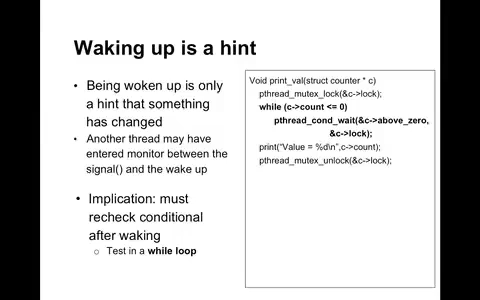 Waking up is a hint
• Being woken up is only
a hint that something
has changed
• Another thread may have
entered monitor between the
signal() and the wake up
• Implication: must
recheck conditional
after waking
○ Test in a while loop
Void print_val(struct counter * c)
pthread_mutex_lock(&c->lock);
while (c->count <= 0)
pthread_cond_wait(&c->above_zero,
&c->lock);
print("Value = %d\n",c->count);
pthread_mutex_unlock(&c->lock);